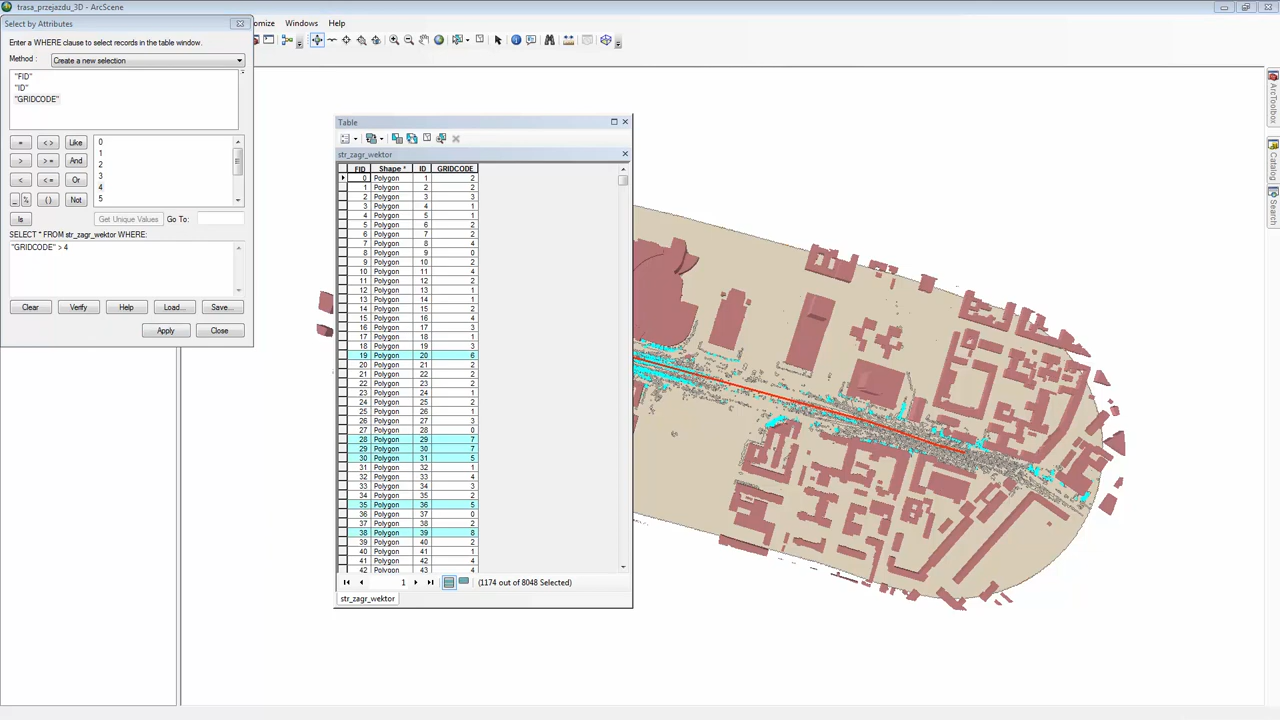 trasa_przejazdu_3D - ArcScene
Select by Attributes
omize Windows Help
Enter a WHERE clause to select records in the table window.
Method : Create a new selection
"FID"
"ID"
"GRIDCODE"
= < > Like
> > = And
< < = Or
_ % ( ) Not
Is
0
1
2
3
4
5
Get Unique Values Go To:
SELECT * FROM str_zagr_wektor WHERE:
"GRIDCODE" > 4
Clear Verify Help Load... Save...
Apply Close
Table
str_zagr_wektor
FID Shape * ID GRIDCODE
0 Polygon 1 2
1 Polygon 2 2
2 Polygon 3 3
3 Polygon 4 1
4 Polygon 5 1
5 Polygon 6 2
6 Polygon 7 2
7 Polygon 8 4
8 Polygon 9 0
9 Polygon 10 2
10 Polygon 11 4
11 Polygon 12 2
12 Polygon 13 1
13 Polygon 14 1
14 Polygon 15 2
15 Polygon 16 4
16 Polygon 17 3
17 Polygon 18 1
18 Polygon 19 3
19 Polygon 20 6
20 Polygon 21 2
21 Polygon 22 2
22 Polygon 23 2
23 Polygon 24 1
24 Polygon 25 2
25 Polygon 26 1
26 Polygon 27 3
27 Polygon 28 0
28 Polygon 29 7
29 Polygon 30 7
30 Polygon 31 5
31 Polygon 32 1
32 Polygon 33 4
33 Polygon 34 3
34 Polygon 35 2
35 Polygon 36 5
36 Polygon 37 0
37 Polygon 38 2
38 Polygon 39 8
39 Polygon 40 2
40 Polygon 41 1
41 Polygon 42 4
42 Polygon 43 4
1 (1174 out of 8048 Selected)
str_zagr_wektor
ArcToolbox
Catalog
Search